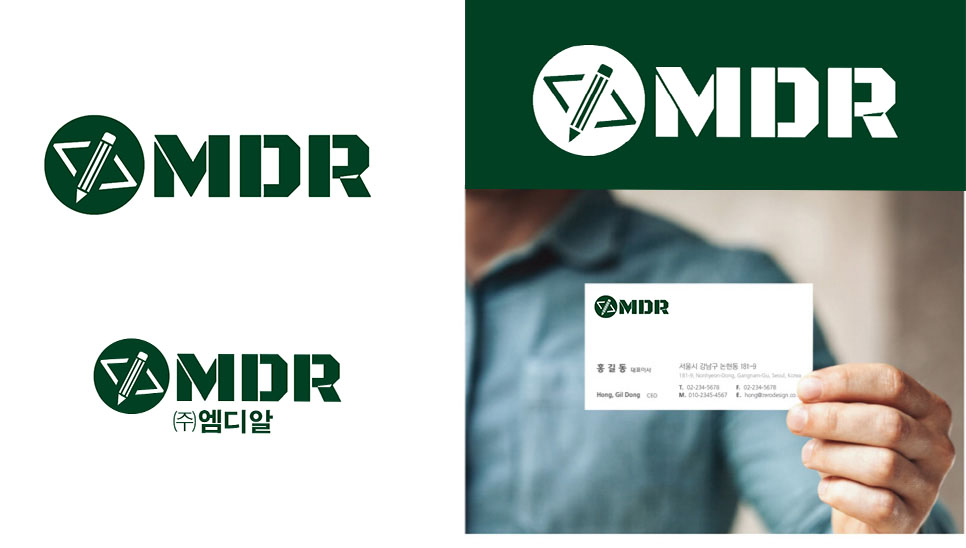 MDR
MDR
㈜엠디알
MDR
MDR
홍 길 동 대표이사
Hong, Gil Dong CEO
서울시 강남구 논현동 181-9
181-9, Nonhyeon-Dong, Gangnam-Gu, Seoul, Korea
T. 02-234-5678 F. 02-234-5678
M. 010-2345-4567 E. hong@zerodesign.co